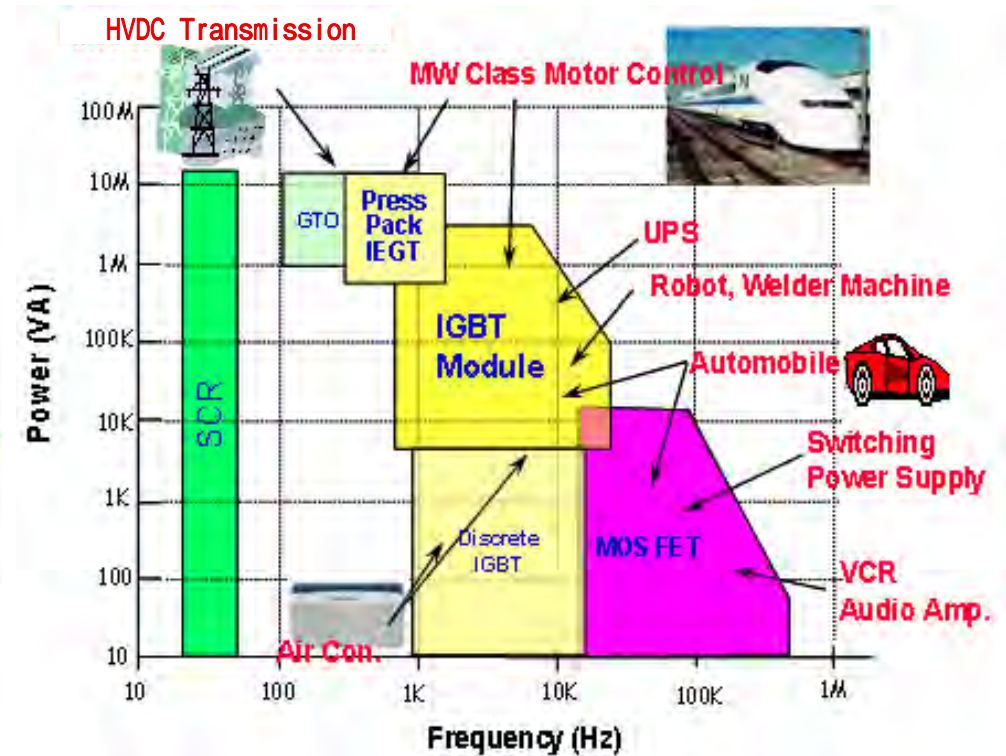 HVDC Transmission
MW Class Motor Control
100M
10M
1M
100K
10K
1K
100
10
Power (VA)
SCR
GTO
Press
Pack
IEGT
IGBT
Module
UPS
Robot, Welder Machine
Automobile
Switching
Power Supply
Discrete
IGBT
MOS FET
VCR
Audio Amp.
Air Con.
10
100
1K
10K
100K
1M
Frequency (Hz)